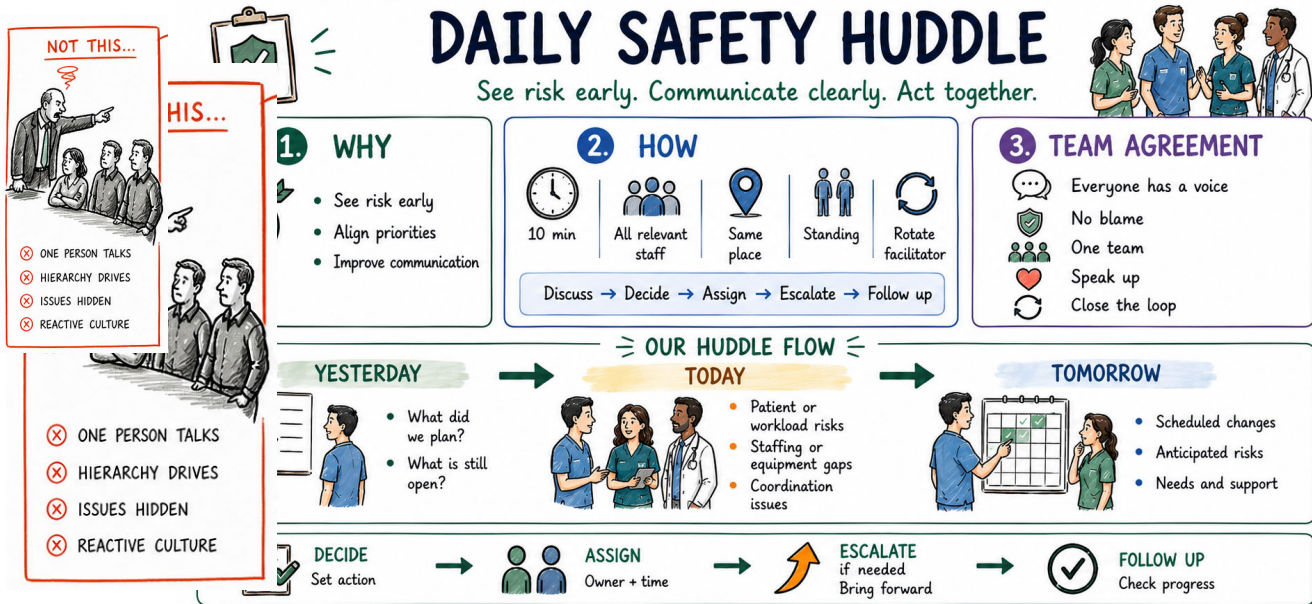 NOT THIS...
ONE PERSON TALKS
HIERARCHY DRIVES
ISSUES HIDDEN
REACTIVE CULTURE
HIS...
ONE PERSON TALKS
HIERARCHY DRIVES
ISSUES HIDDEN
REACTIVE CULTURE
DAILY SAFETY HUDDLE
See risk early. Communicate clearly. Act together.
1. WHY
See risk early
Align priorities
Improve communication
2. HOW
10 min
All relevant
staff
Same
place
Standing
Rotate
facilitator
Discuss → Decide → Assign → Escalate → Follow up
3. TEAM AGREEMENT
Everyone has a voice
No blame
One team
Speak up
Close the loop
OUR HUDDLE FLOW
YESTERDAY
What did
we plan?
What is still
open?
TODAY
Patient or
workload risks
Staffing or
equipment gaps
Coordination
issues
TOMORROW
Scheduled changes
Anticipated risks
Needs and support
DECIDE
Set action
ASSIGN
Owner + time
ESCALATE
if needed
Bring forward
FOLLOW UP
Check progress